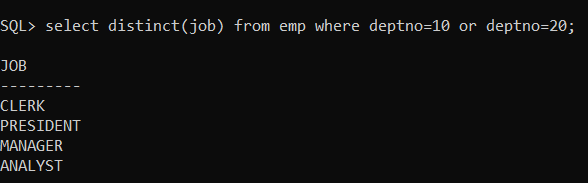 SQL> select distinct(job) from emp where deptno=10 or deptno=20;
JOB
---------
CLERK
PRESIDENT
MANAGER
ANALYST